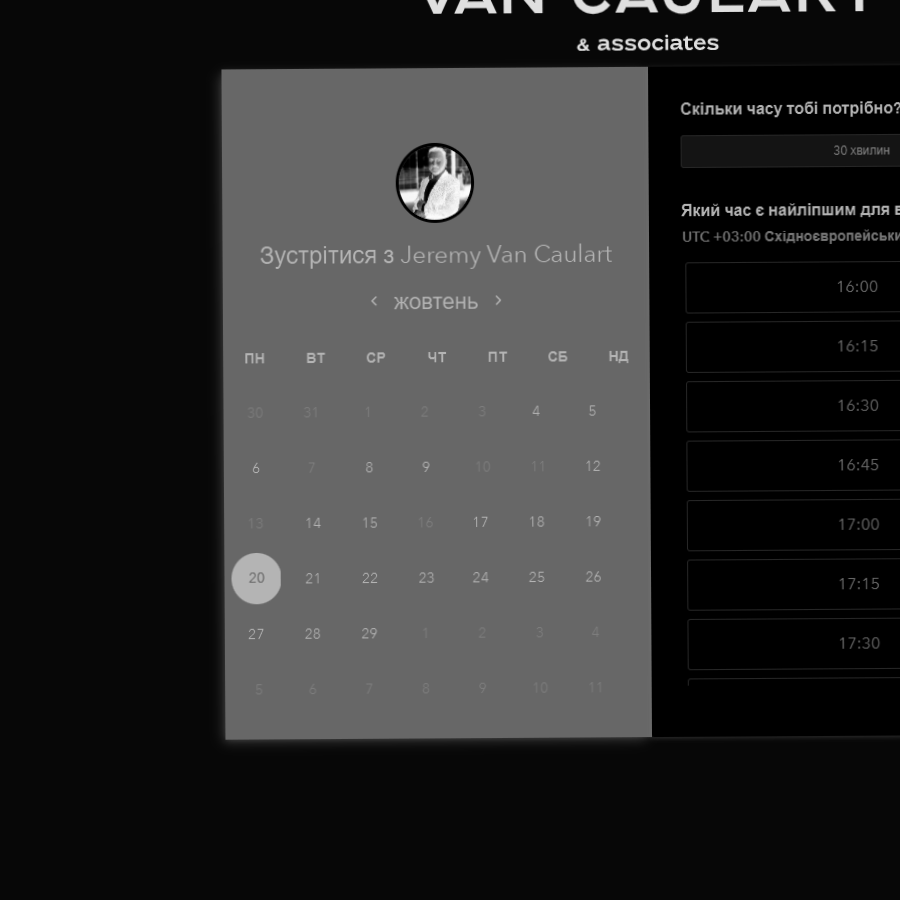 VAN CAULART
& associates
Зустрітися з Jeremy Van Caulart
жовтень
ПН ВТ СР ЧТ ПТ СБ НД
30 31 1 2 3 4 5
6 7 8 9 10 11 12
13 14 15 16 17 18 19
20 21 22 23 24 25 26
27 28 29 1 2 3 4
5 6 7 8 9 10 11
Скільки часу тобі потрібно?
30 хвилин
Який час є найліпшим для
UTC +03:00
16:00
16:15
16:30
16:45
17:00
17:15
17:30